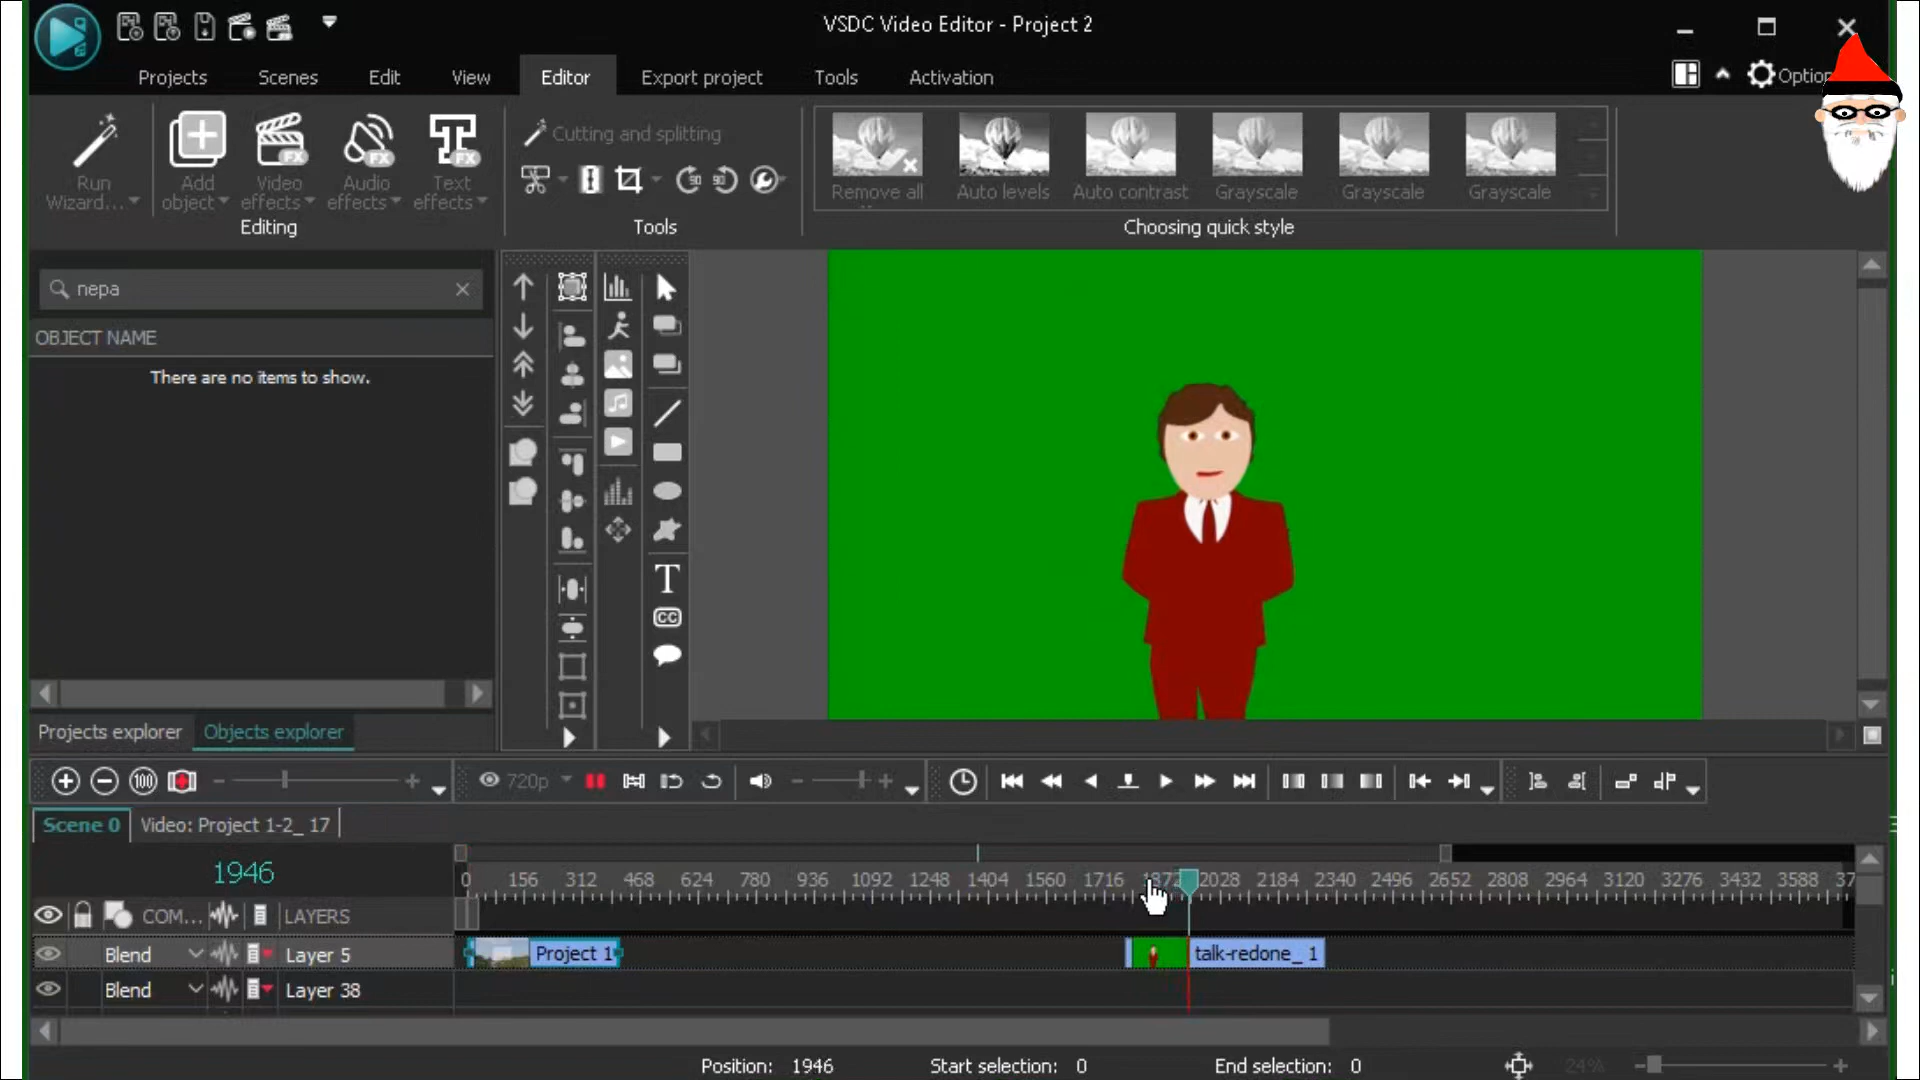 VSDC Video Editor - Project 2
Projects Scenes Edit View Editor Export project Tools Activation
Run Wizard...
Add object
Video effects
Audio effects
Text effects
Editing
Cutting and splitting
Tools
Remove all
Auto levels
Auto contrast
Grayscale
Grayscale
Grayscale
Choosing quick style
nepa
OBJECT NAME
There are no items to show.
Projects explorer Objects explorer
720p
Scene 0 Video: Project 1-2_ 17
1946
0 156 312 468 624 780 936 1092 1248 1404 1560 1716 2028 2184 2340 2496 2652 2808 2964 3120 3276 3432 3588 37
COM... LAYERS
Blend Layer 5 Project 1 talk-redone_ 1
Blend Layer 38
Position: 1946 Start selection: 0 End selection: 0 24%